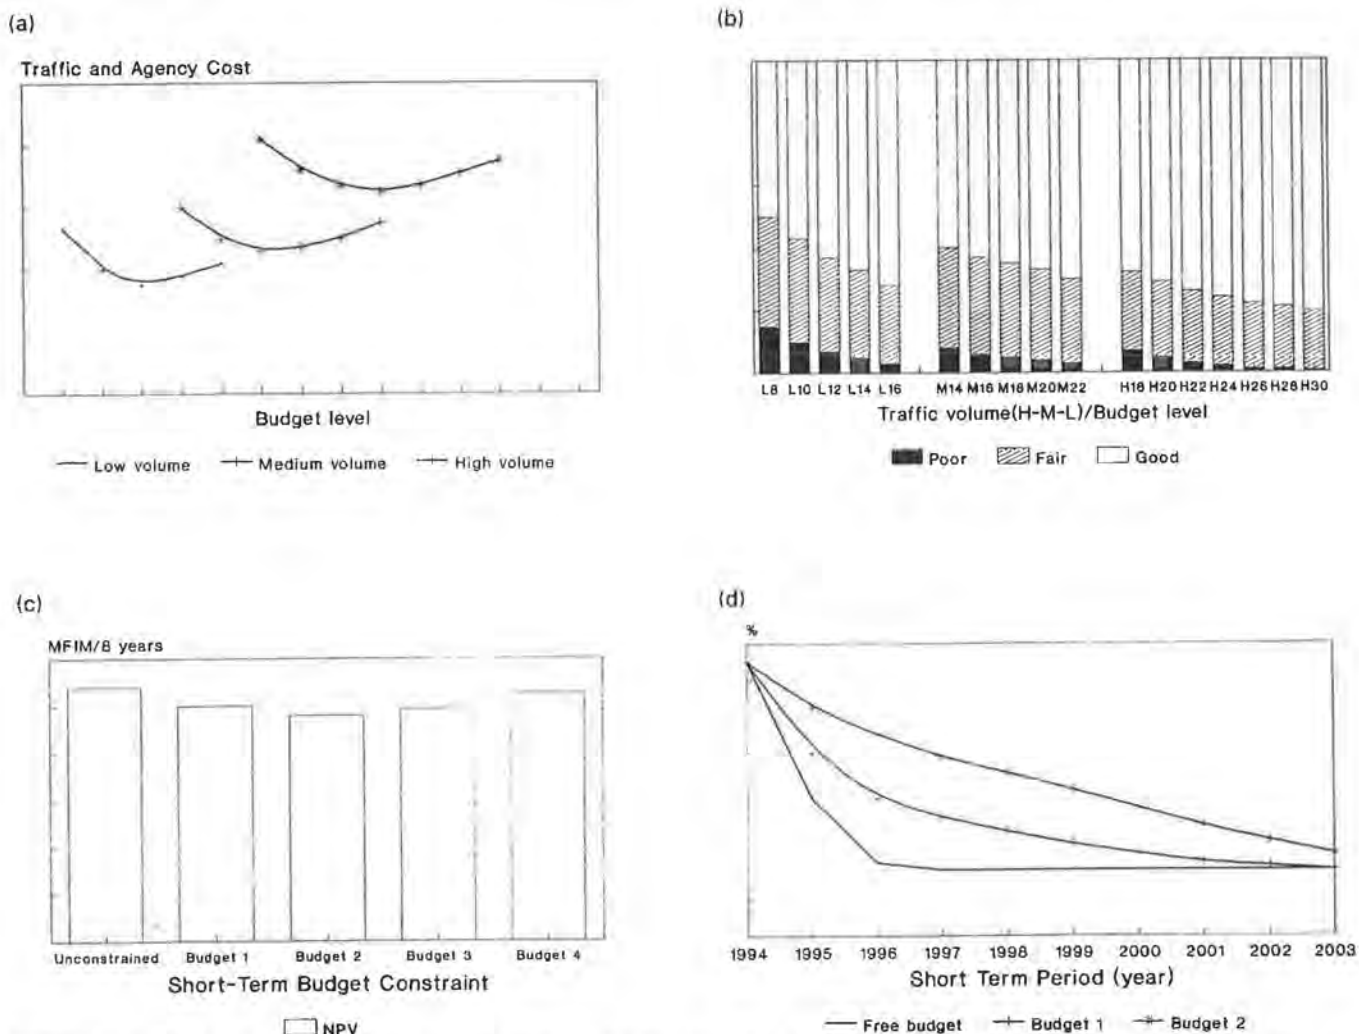 (a)
Traffic and Agency Cost
Budget level
Low volume Medium volume High volume
(b)
L8 L10 L12 L14 L16 M14 M16 M18 M20 M22 H18 H20 H22 H24 H26 H28 H30
Traffic volume(H-M-L)/Budget level
Poor Fair Good
(c)
MFIM/8 years
Unconstrained Budget 1 Budget 2 Budget 3 Budget 4
Short-Term Budget Constraint
NPV
(d)
%
1994 1995 1996 1997 1998 1999 2000 2001 2002 2003
Short Term Period (year)
Free budget Budget 1 Budget 2